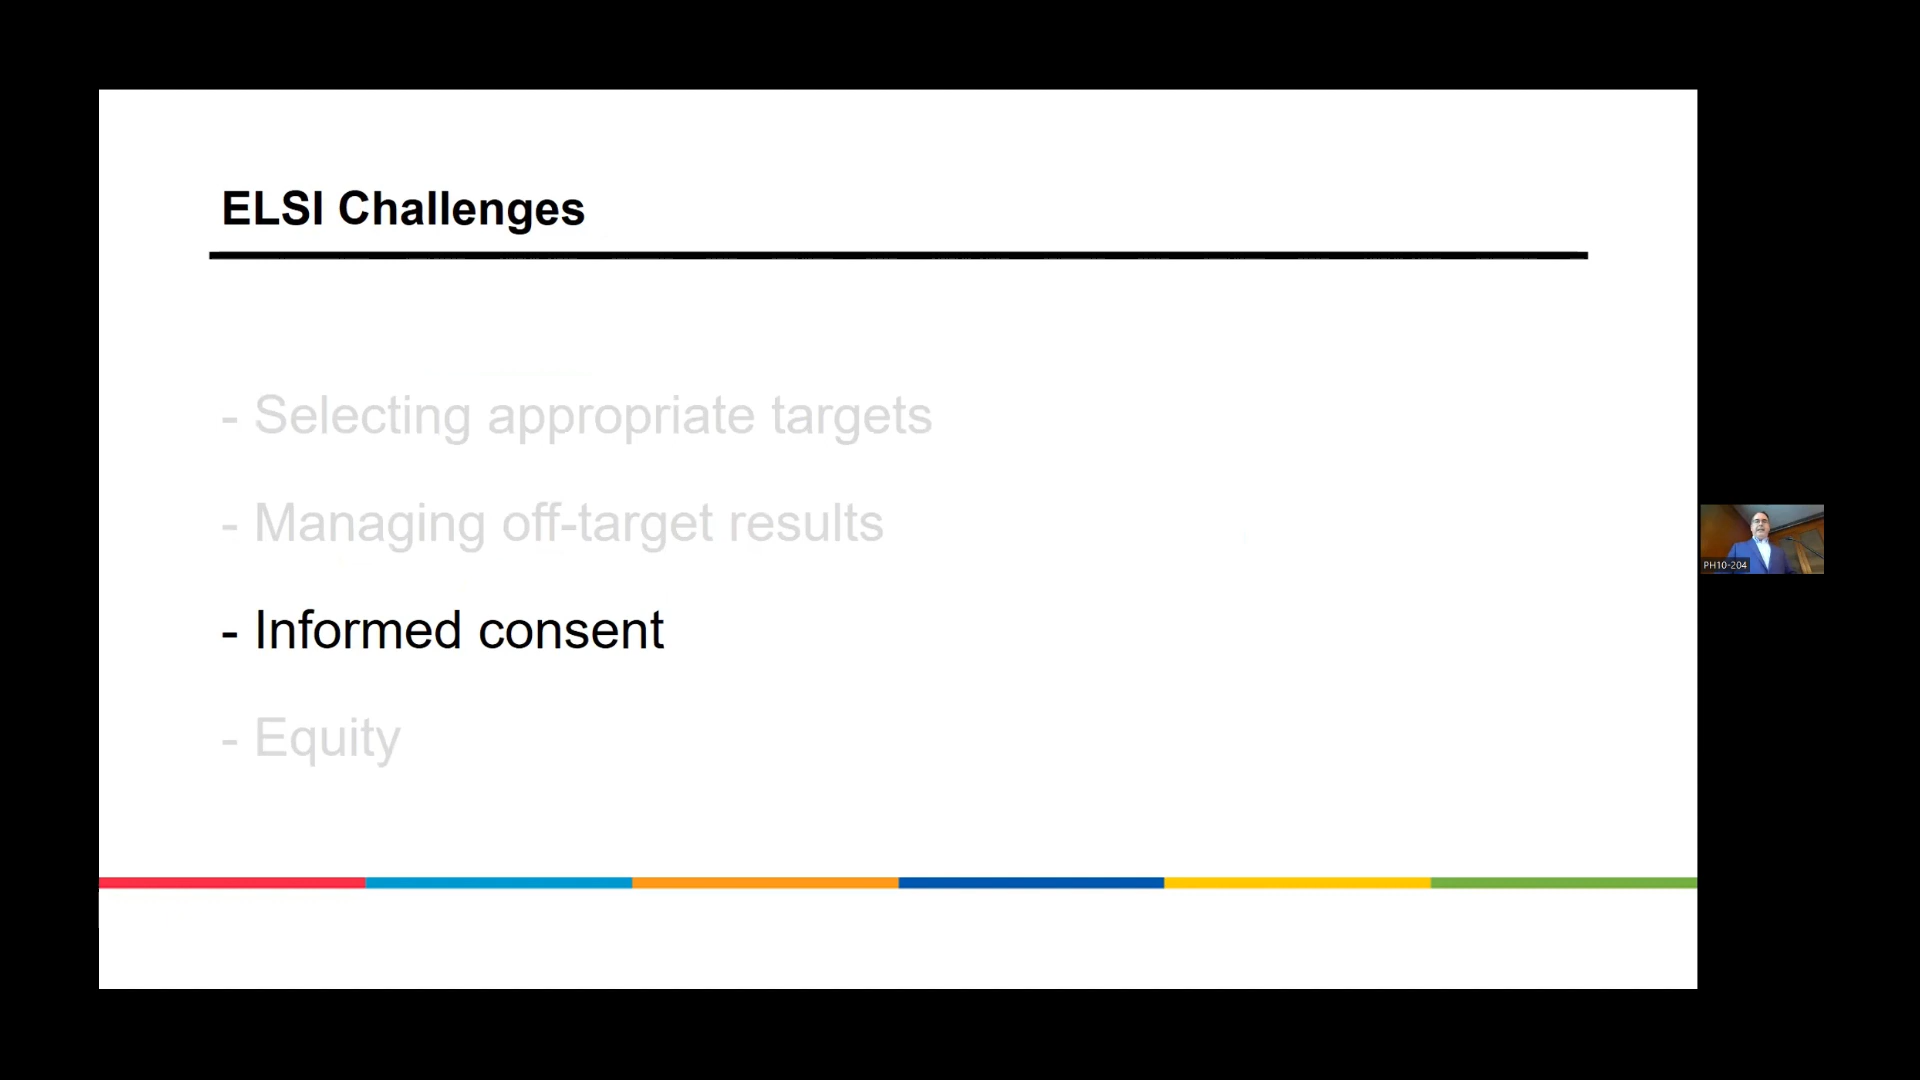 ELSI Challenges
- Selecting appropriate targets
- Managing off-target results
- Informed consent
- Equity
PH10-204